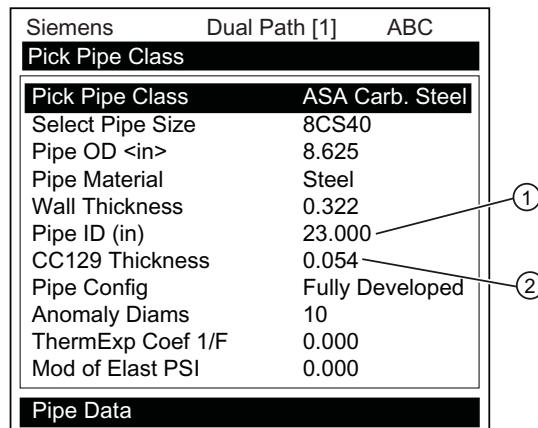 Siemens Dual Path [1] ABC
Pick Pipe Class
Pick Pipe Class ASA Carb. Steel
Select Pipe Size 8CS40
Pipe OD <in> 8.625
Pipe Material Steel
Wall Thickness 0.322
Pipe ID (in) 23.000
CC129 Thickness 0.054
Pipe Config Fully Developed
Anomaly Diams 10
ThermExp Coef 1/F 0.000
Mod of Elast PSI 0.000
Pipe Data
1
2